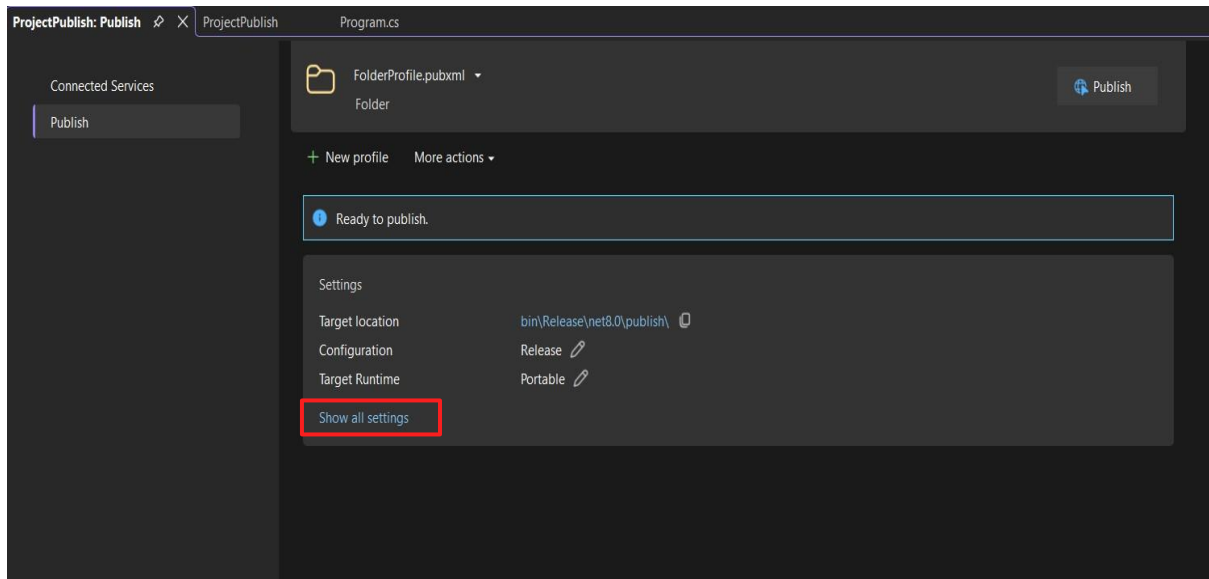 ProjectPublish: Publish ProjectPublish Program.cs
Connected Services
Publish
FolderProfile.pubxml
Folder
Publish
New profile More actions
Ready to publish.
Settings
Target location bin\Release\net8.0\publish\
Configuration Release
Target Runtime Portable
Show all settings